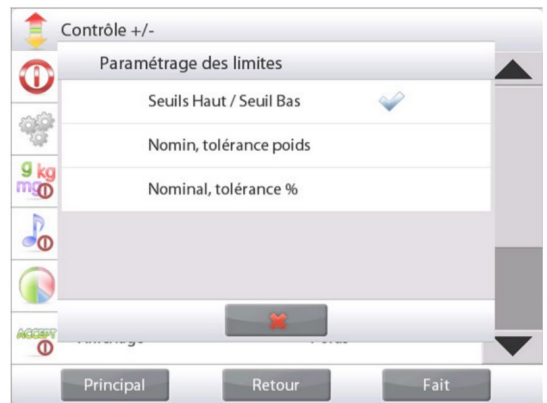 Contrôle +/-
Paramétrage des limites
Seuils Haut / Seuil Bas
Nomin, tolérance poids
Nominal, tolérance %
g kg
mg
ACCEPT
Principal
Retour
Fait